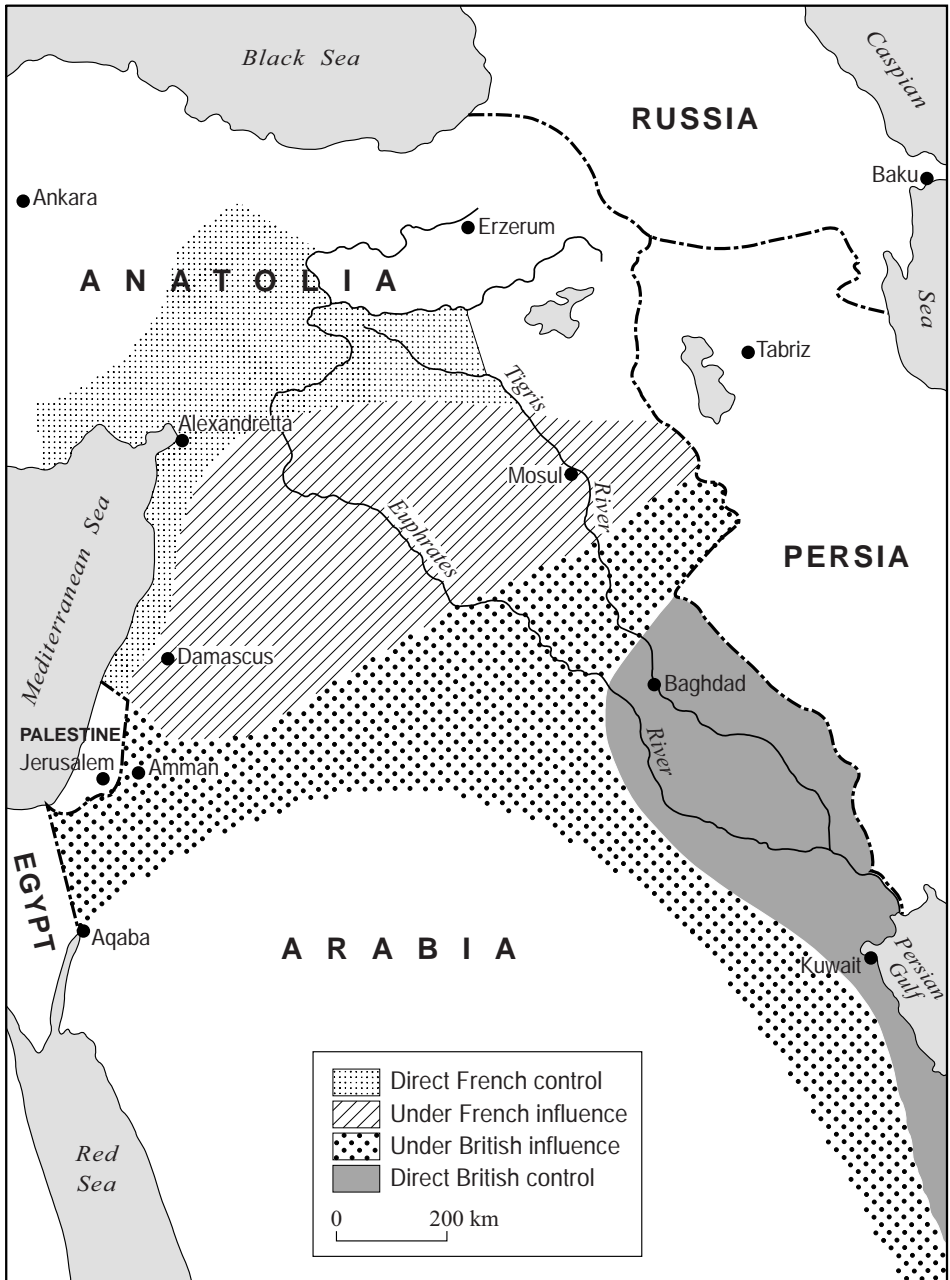 Black Sea
Caspian
Sea
RUSSIA
Baku
Ankara
Erzerum
ANATOLIA
Tabriz
Tigris
River
Alexandretta
Mosul
Euphrates
River
Mediterranean Sea
PERSIA
Damascus
Baghdad
PALESTINE
Jerusalem
Amman
EGYPT
Aqaba
ARABIA
Kuwait
Persian
Gulf
Red
Sea
Direct French control
Under French influence
Under British influence
Direct British control
0 200 km